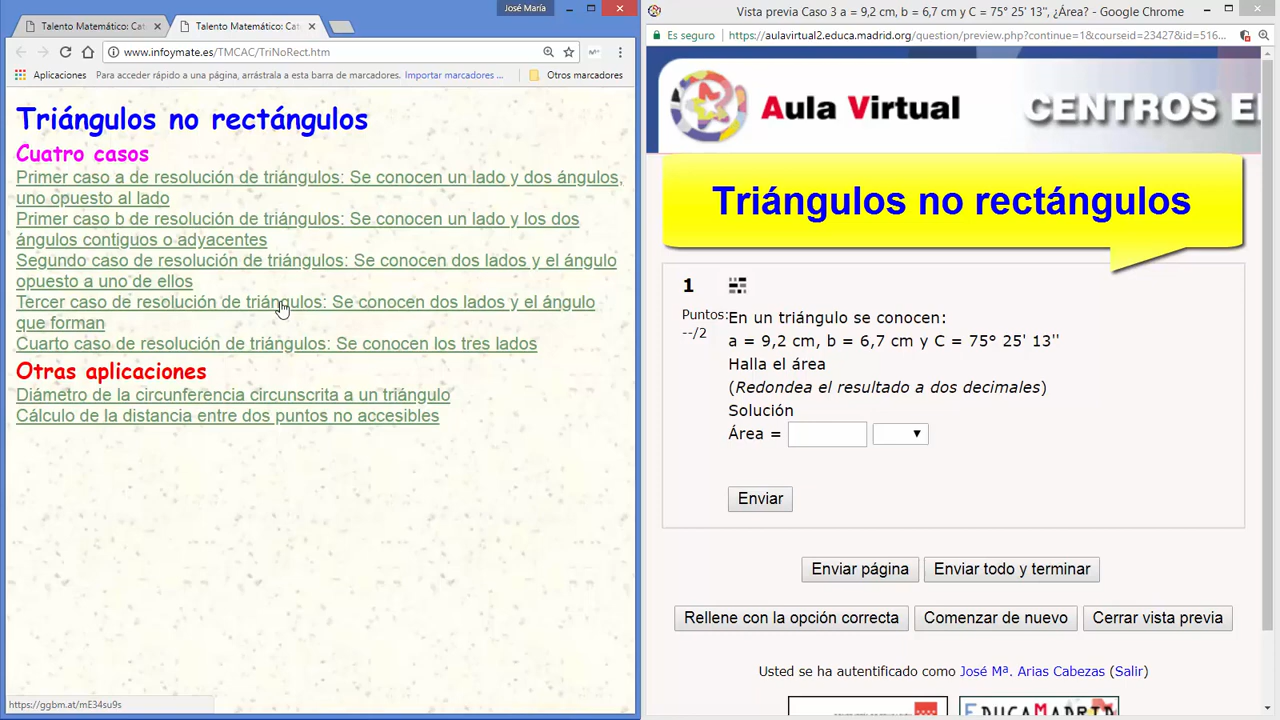 José María
Talento Matemático: Cat
Talento Matemático: Cat
www.infoymate.es/TMCAC/TriNoRect.htm
Aplicaciones
Para acceder rápido a una página, arrástrala a esta barra de marcadores.
Importar marcadores ...
Otros marcadores
Triángulos no rectángulos
Cuatro casos
Primer caso a de resolución de triángulos: Se conocen un lado y dos ángulos,
uno opuesto al lado
Primer caso b de resolución de triángulos: Se conocen un lado y los dos
ángulos contiguos o adyacentes
Segundo caso de resolución de triángulos: Se conocen dos lados y el ángulo
opuesto a uno de ellos
Tercer caso de resolución de triángulos: Se conocen dos lados y el ángulo
que forman
Cuarto caso de resolución de triángulos: Se conocen los tres lados
Otras aplicaciones
Diámetro de la circunferencia circunscrita a un triángulo
Cálculo de la distancia entre dos puntos no accesibles
https://ggbm.at/mE34su9s
Vista previa Caso 3 a = 9,2 cm, b = 6,7 cm y C = 75° 25' 13'', ¿Área? - Google Chrome
Es seguro
https://aulavirtual2.educa.madrid.org/question/preview.php?continue=1&courseid=23427&id=516...
Aula Virtual
CENTROS E
Triángulos no rectángulos
1
Puntos:
--/2
En un triángulo se conocen:
a = 9,2 cm, b = 6,7 cm y C = 75° 25' 13''
Halla el área
(Redondea el resultado a dos decimales)
Solución
Área =
Enviar
Enviar página
Enviar todo y terminar
Rellene con la opción correcta
Comenzar de nuevo
Cerrar vista previa
Usted se ha autentificado como José Mª. Arias Cabezas (Salir)
EDUCAMADRID